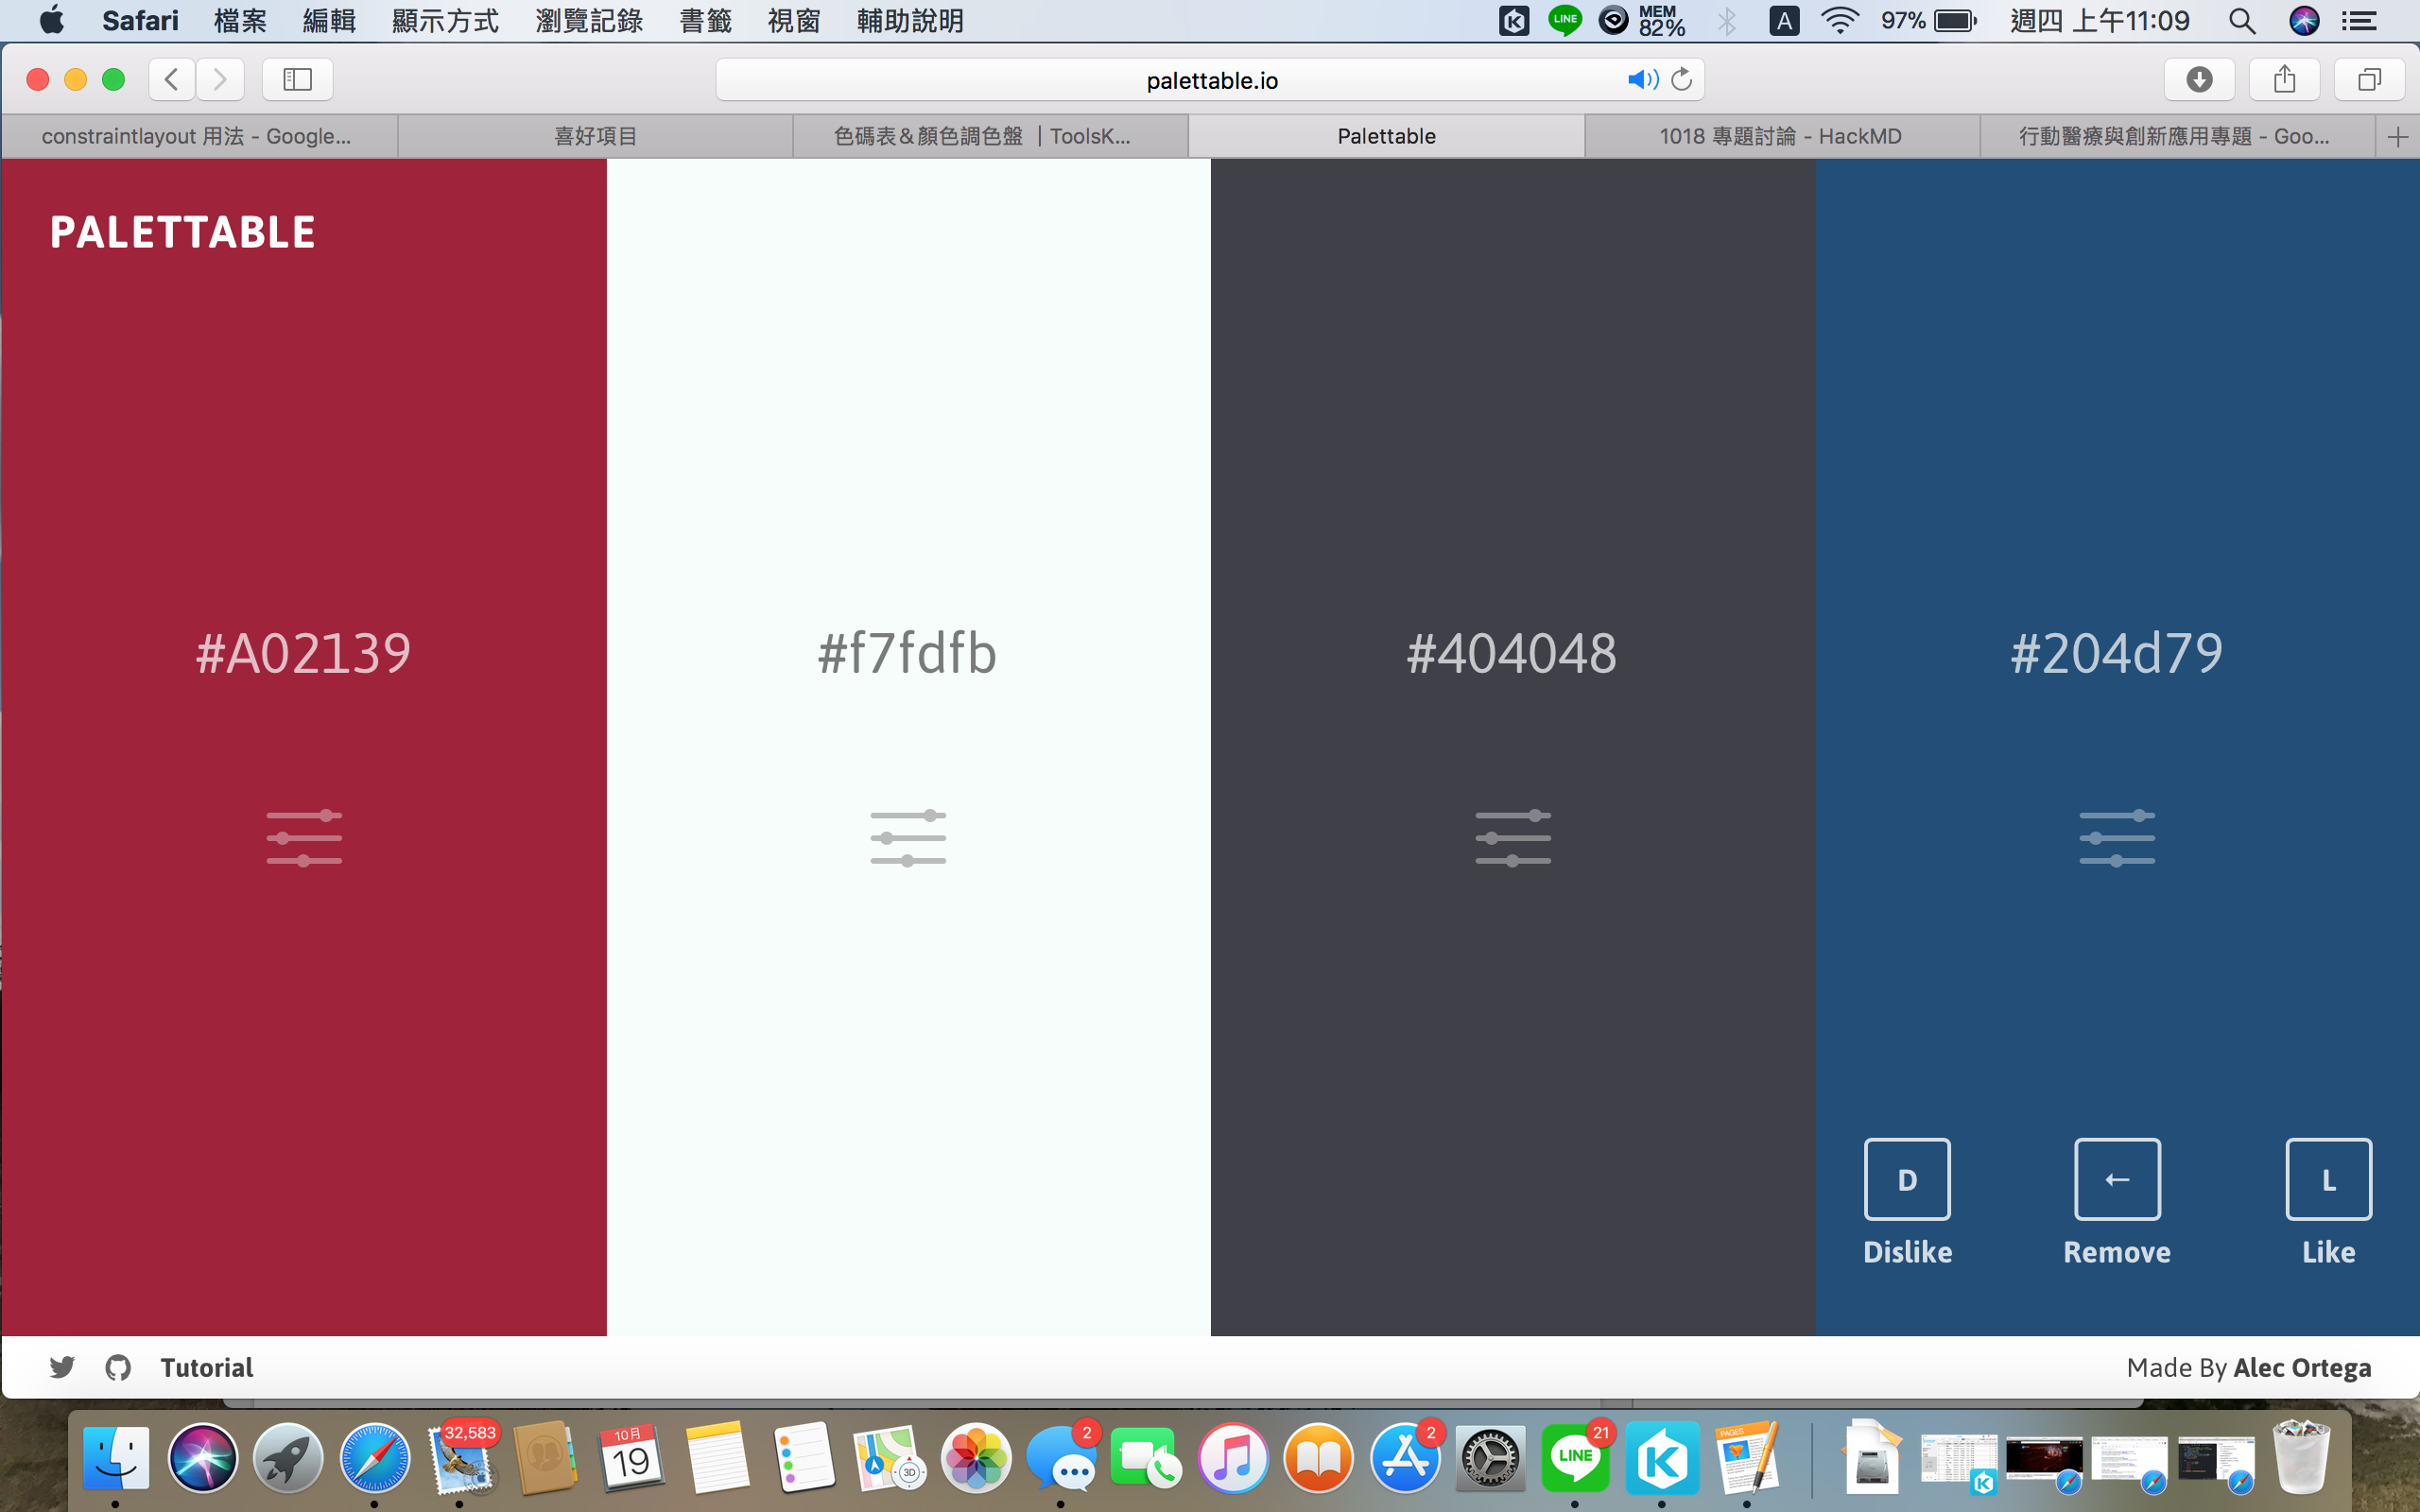 Safari 檔案 編輯 顯示方式 瀏覽記錄 書籤 視窗 輔助說明 LINE MEM 82% A 97% 週四 上午11:09
palettable.io
constraintlayout 用法 - Google... 喜好項目 色碼表&顏色調色盤 | ToolsK... Palettable 1018 專題討論 - HackMD 行動醫療與創新應用專題 - Goo...
PALETTABLE
#A02139 #f7fdfb #404048 #204d79
D ← L
Dislike Remove Like
Tutorial Made By Alec Ortega
32,583 10月 19 3D 2 2 LINE 21 PAGES